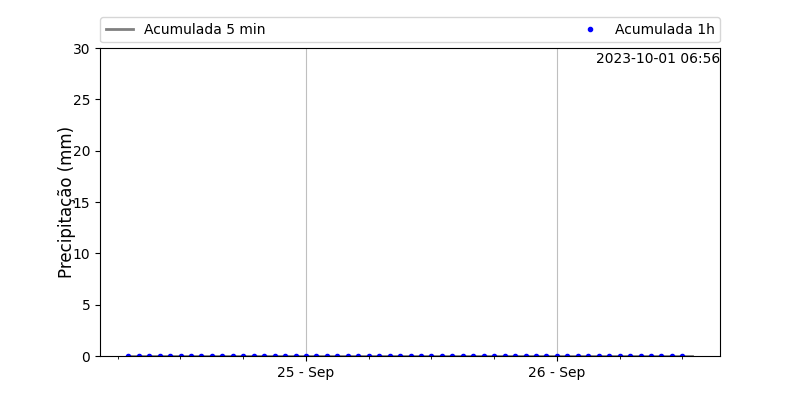 Acumulada 5 min
Acumulada 1h
2023-10-01 06:56
Precipitação (mm)
30
25
20
15
10
5
0
25 - Sep
26 - Sep